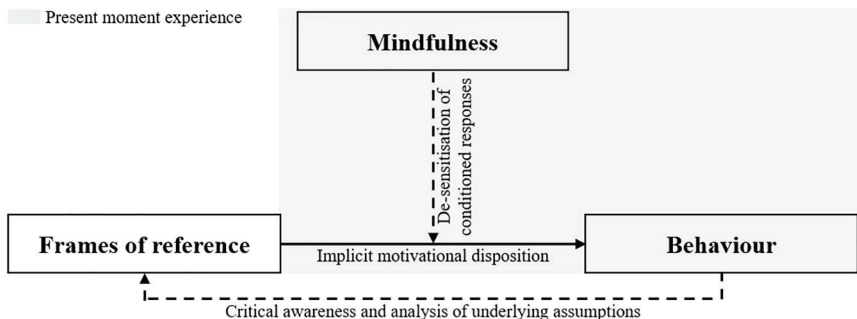 Present moment experience
Mindfulness
De-sensitisation of
conditioned responses
Frames of reference
Implicit motivational disposition
Behaviour
Critical awareness and analysis of underlying assumptions